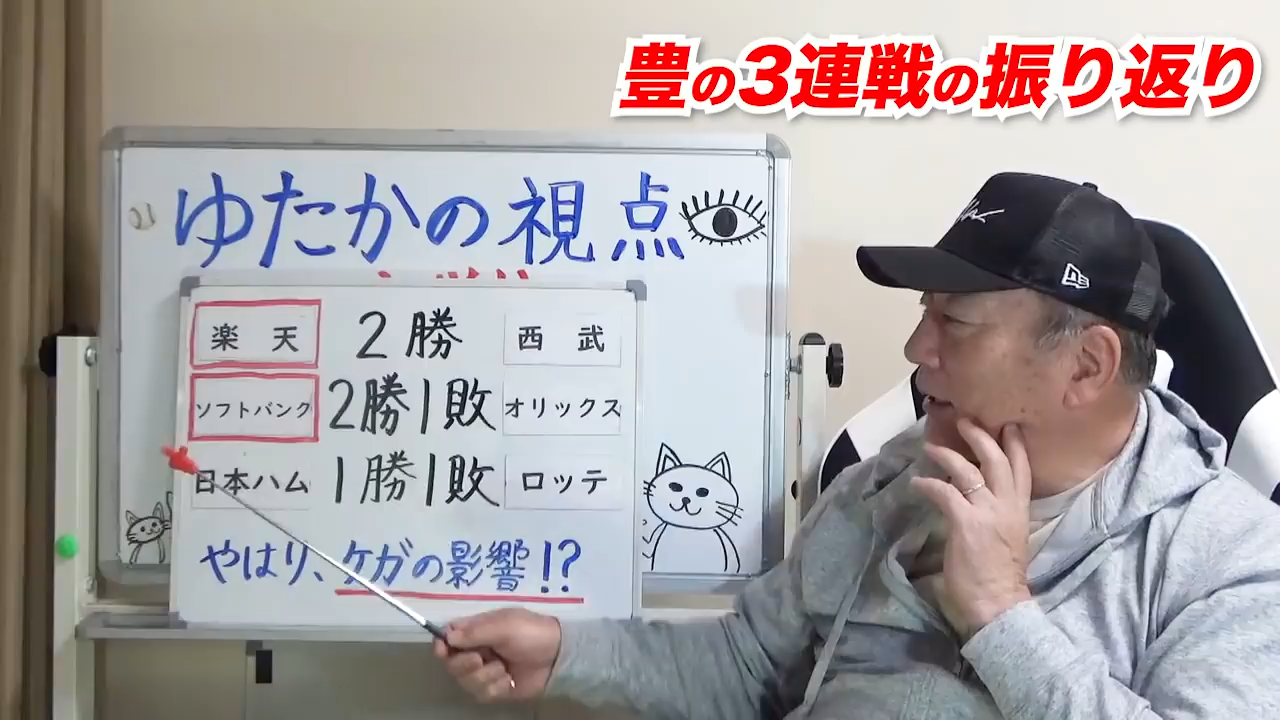 豊の3連戦の振り返り
ゆたかの視点
楽天 2勝 西武
ソフトバンク 2勝1敗 オリックス
日本ハム 1勝1敗 ロッテ
やはり、ケガの影響!?